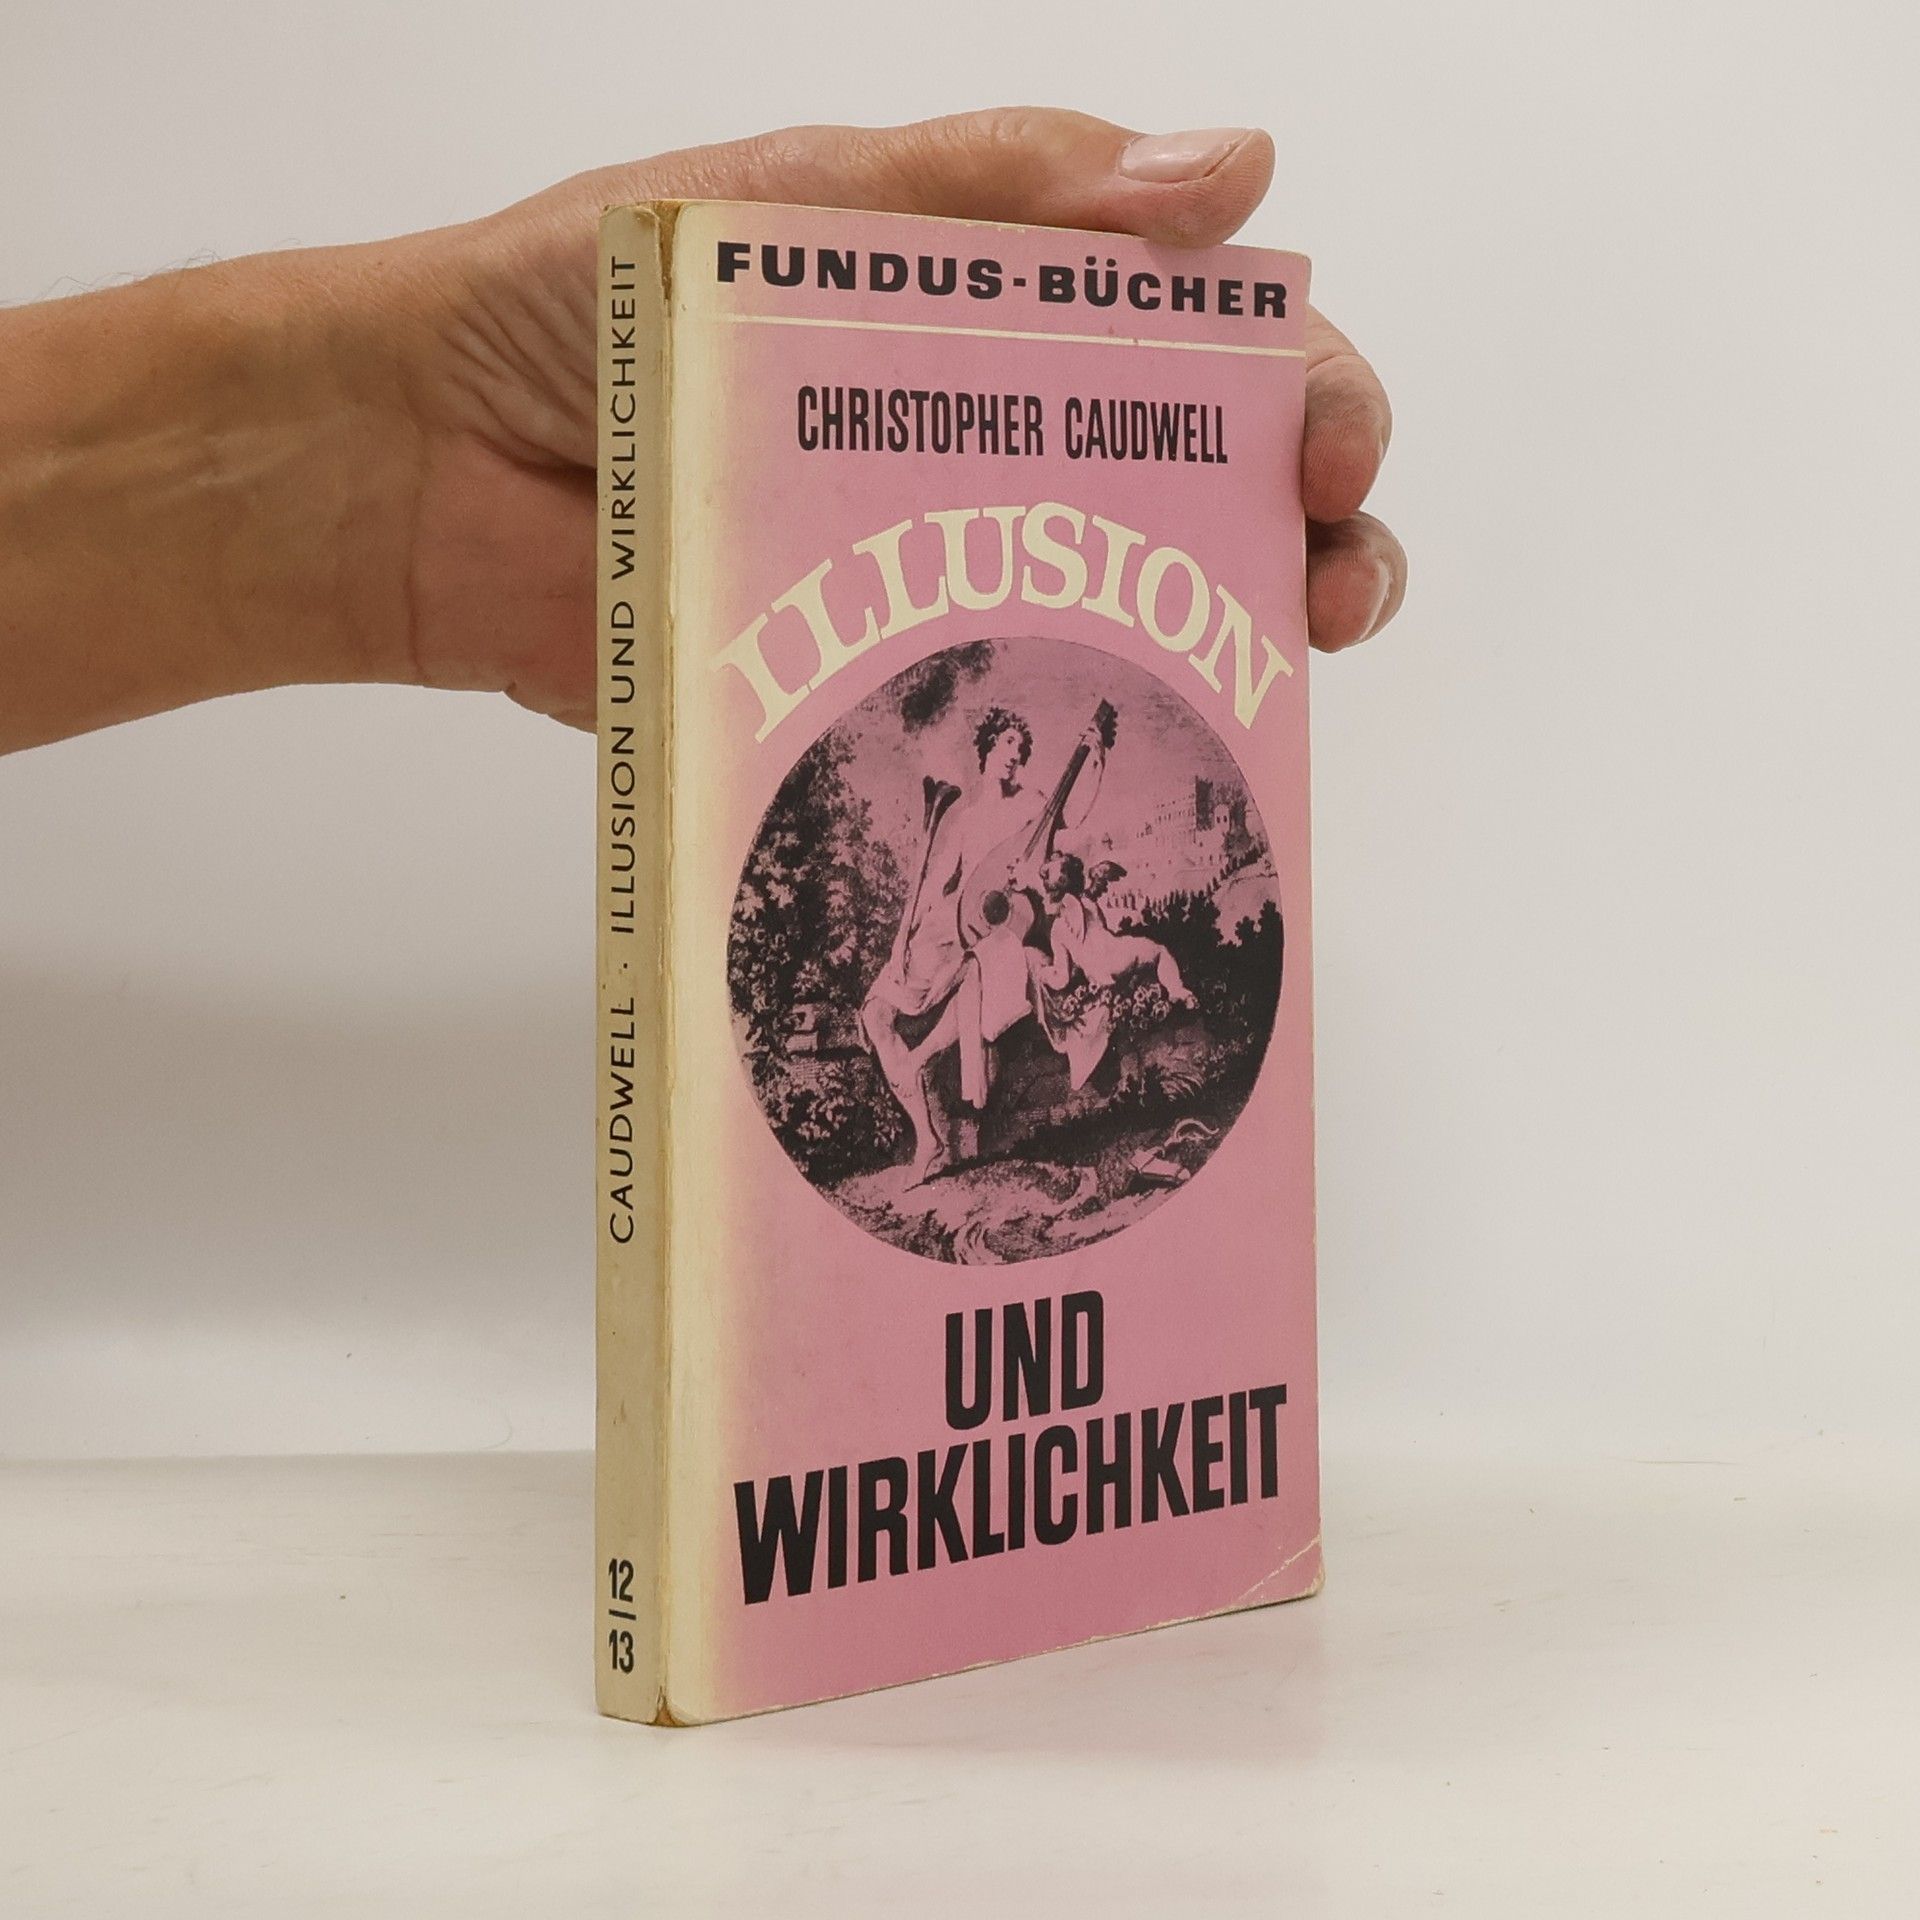 CAUDWELL · ILLUSION UND WIRKLICHKEIT
12/13
FUNDUS-BÜCHER
CHRISTOPHER CAUDWELL
ILLUSION
UND
WIRKLICHKEIT